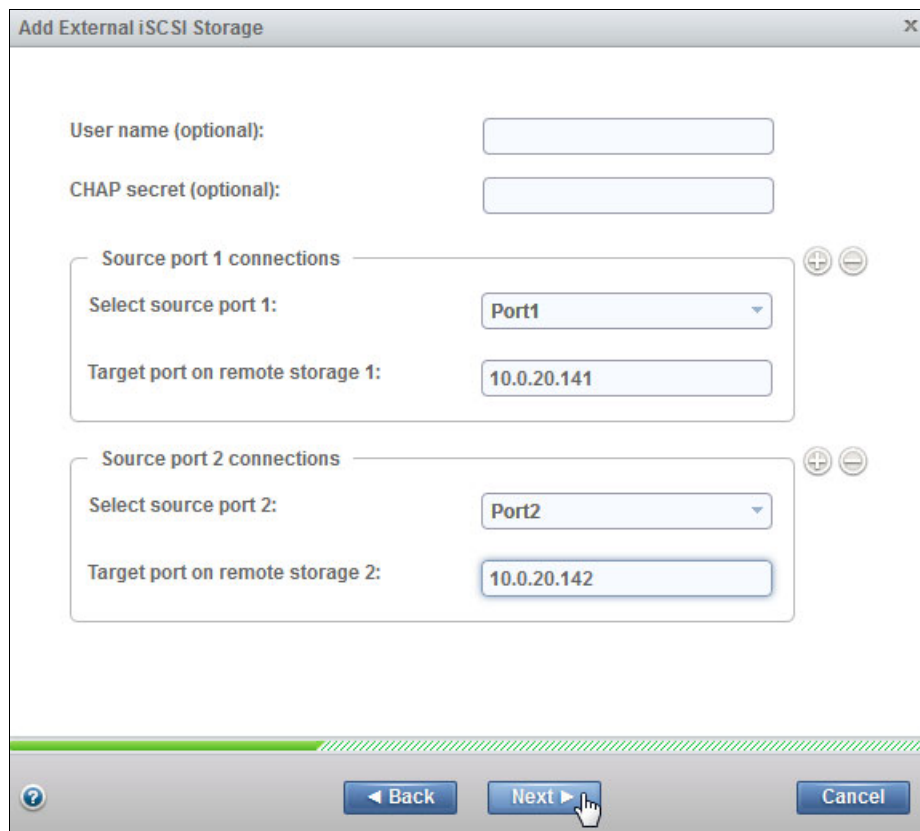 Add External iSCSI Storage
x
User name (optional):
CHAP secret (optional):
Source port 1 connections
Select source port 1:
Port1
Target port on remote storage 1:
10.0.20.141
Source port 2 connections
Select source port 2:
Port2
Target port on remote storage 2:
10.0.20.142
?
Back
Next
Cancel